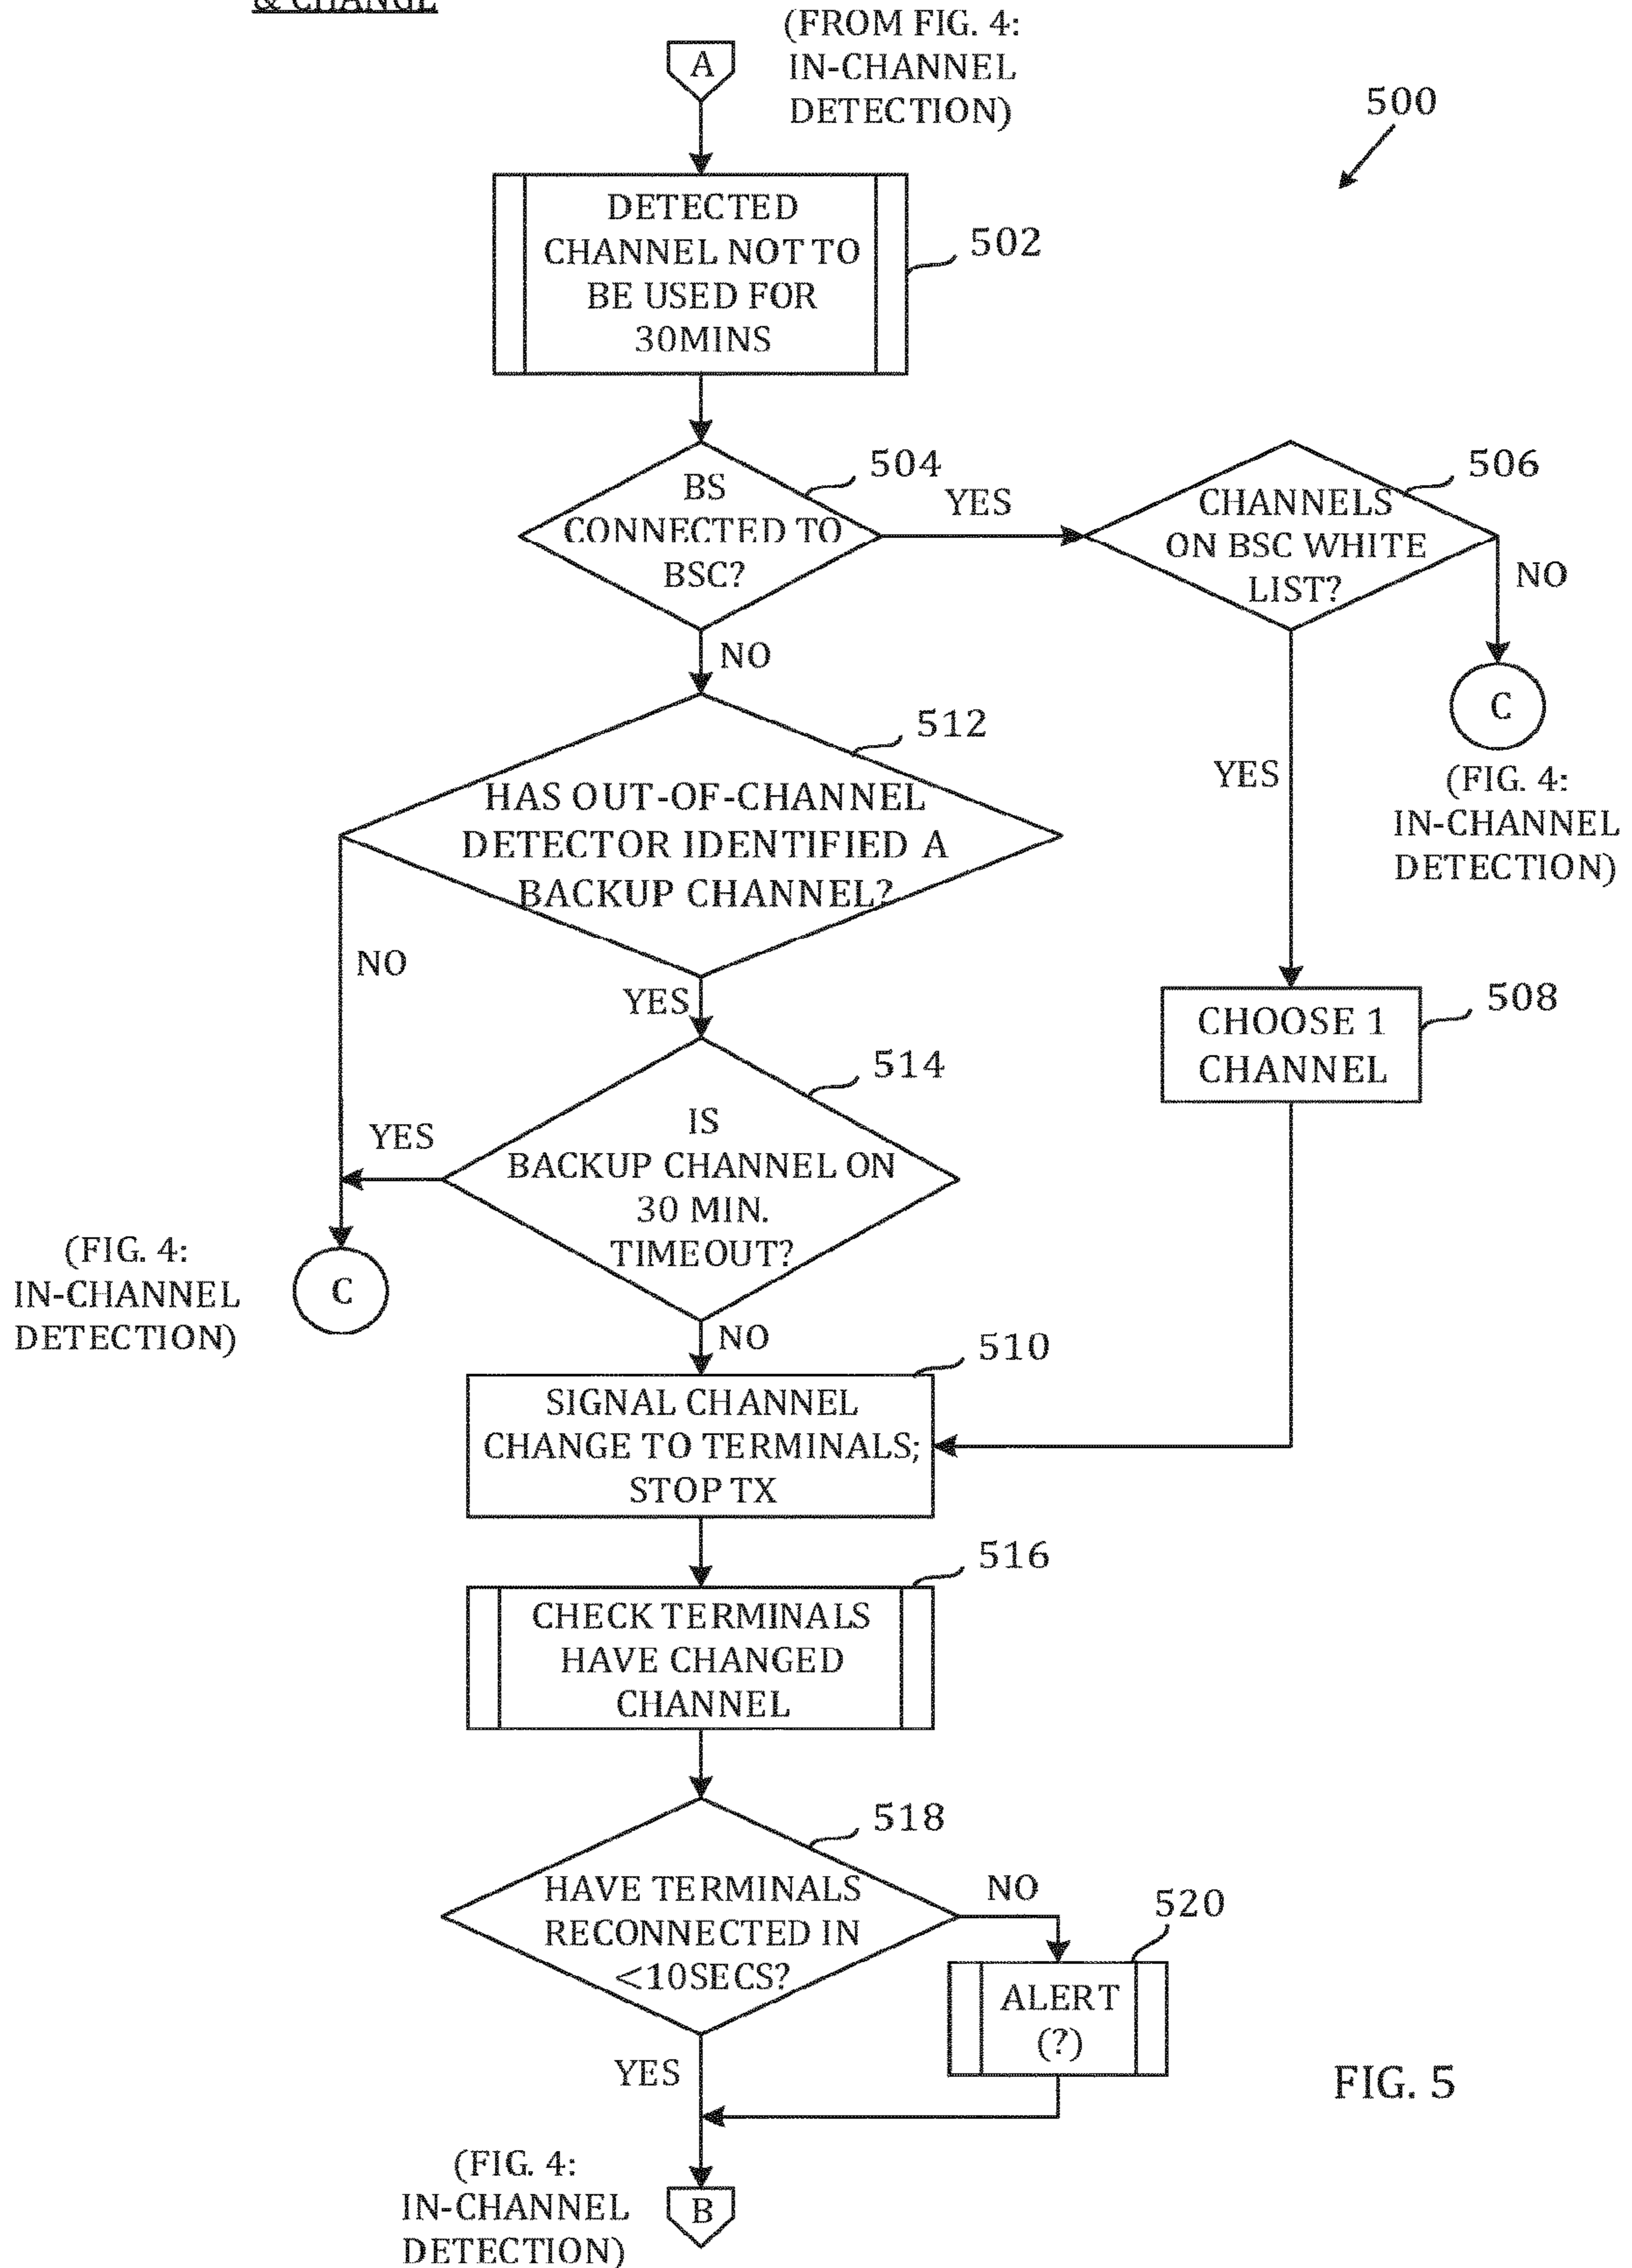 & CHANGE
(FROM FIG. 4:
IN-CHANNEL
DETECTION)
A
500
DETECTED
CHANNEL NOT TO
BE USED FOR
30MINS
502
BS
CONNECTED TO
BSC?
504
YES
CHANNELS
ON BSC WHITE
LIST?
506
NO
C
(FIG. 4:
IN-CHANNEL
DETECTION)
NO
YES
HAS OUT-OF-CHANNEL
DETECTOR IDENTIFIED A
BACKUP CHANNEL?
512
NO
YES
CHOOSE 1
CHANNEL
508
IS
BACKUP CHANNEL ON
30 MIN.
TIMEOUT?
514
YES
(FIG. 4:
IN-CHANNEL
DETECTION)
C
NO
SIGNAL CHANNEL
CHANGE TO TERMINALS;
STOP TX
510
CHECK TERMINALS
HAVE CHANGED
CHANNEL
516
HAVE TERMINALS
RECONNECTED IN
<10SECS?
518
NO
ALERT
(?)
520
YES
FIG. 5
(FIG. 4:
IN-CHANNEL
DETECTION)
B